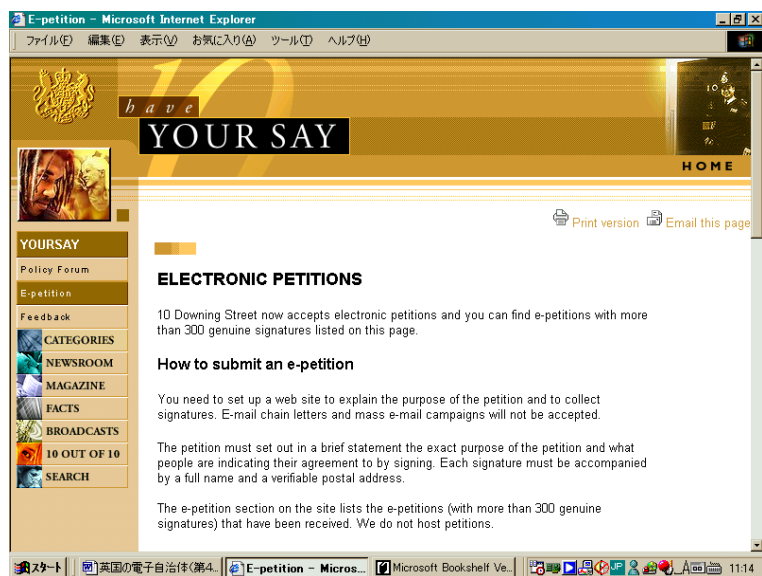 E-petition - Microsoft Internet Explorer
ファイル(F) 編集(E) 表示(V) お気に入り(A) ツール(T) ヘルプ(H)
have
YOUR SAY
10
HOME
Print version Email this page
YOURSAY
Policy Forum
E-petition
Feedback
CATEGORIES
NEWSROOM
MAGAZINE
FACTS
BROADCASTS
10 OUT OF 10
SEARCH
ELECTRONIC PETITIONS
10 Downing Street now accepts electronic petitions and you can find e-petitions with more
than 300 genuine signatures listed on this page.
How to submit an e-petition
You need to set up a web site to explain the purpose of the petition and to collect
signatures. E-mail chain letters and mass e-mail campaigns will not be accepted.
The petition must set out in a brief statement the exact purpose of the petition and what
people are indicating their agreement to by signing. Each signature must be accompanied
by a full name and a verifiable postal address.
The e-petition section on the site lists the e-petitions (with more than 300 genuine
signatures) that have been received. We do not host petitions.
スタート 英国の電子自治体(第4... E-petition - Micros... Microsoft Bookshelf Ve... 11:14